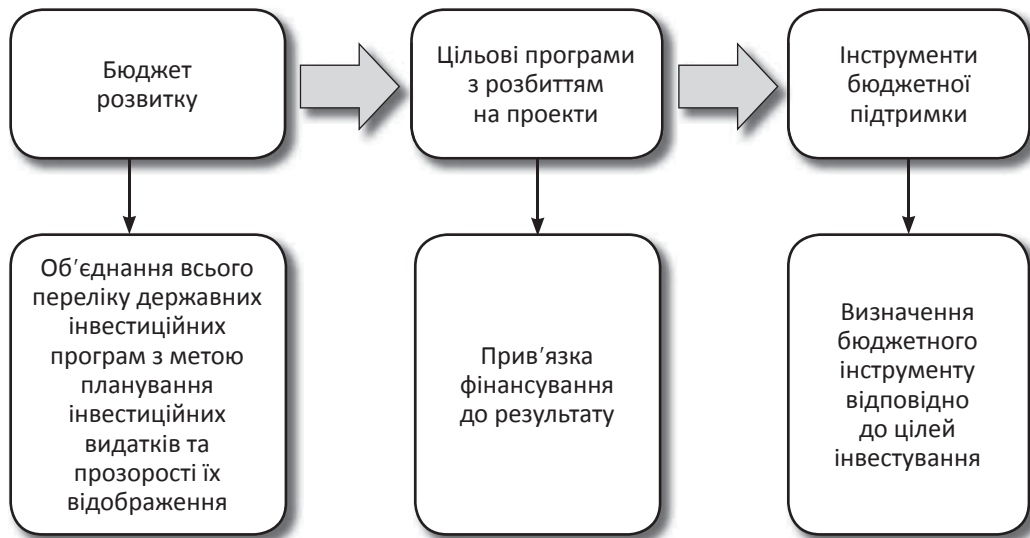 Бюджет
розвитку
Цільові програми
з розбиттям
на проекти
Інструменти
бюджетної
підтримки
Об′єднання всього
переліку державних
інвестиційних
програм з метою
планування
інвестиційних
видатків та
прозорості їх
відображення
Прив′язка
фінансування
до результату
Визначення
бюджетного
інструменту
відповідно
до цілей
інвестування